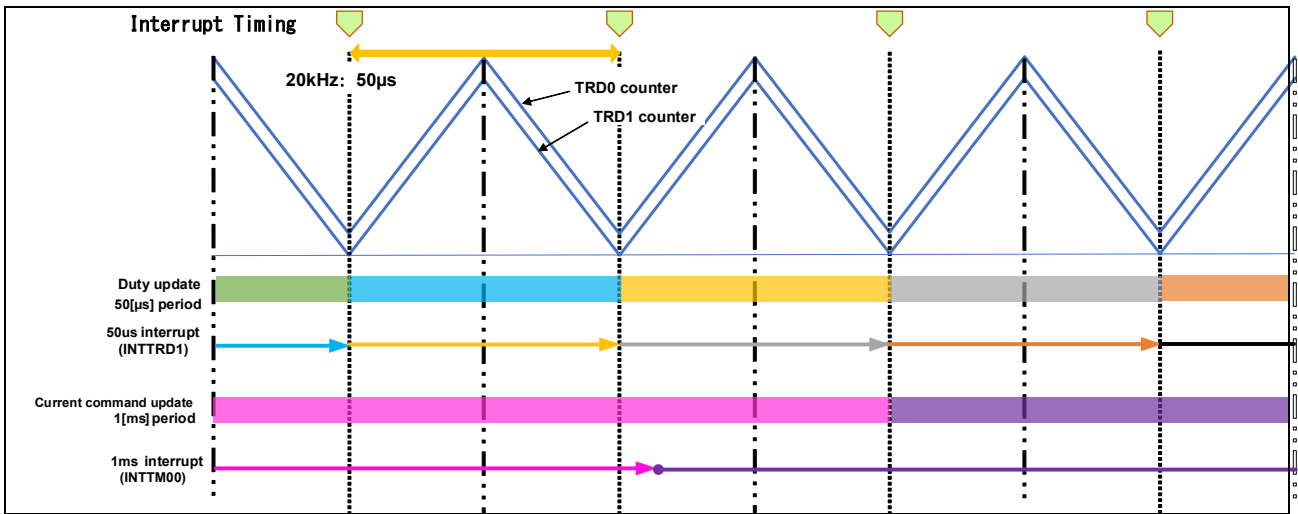 Interrupt Timing
20kHz: 50μs
TRD0 counter
TRD1 counter
Duty update
50[μs] period
50us interrupt
(INTTRD1)
Current command update
1[ms] period
1ms interrupt
(INTTM00)